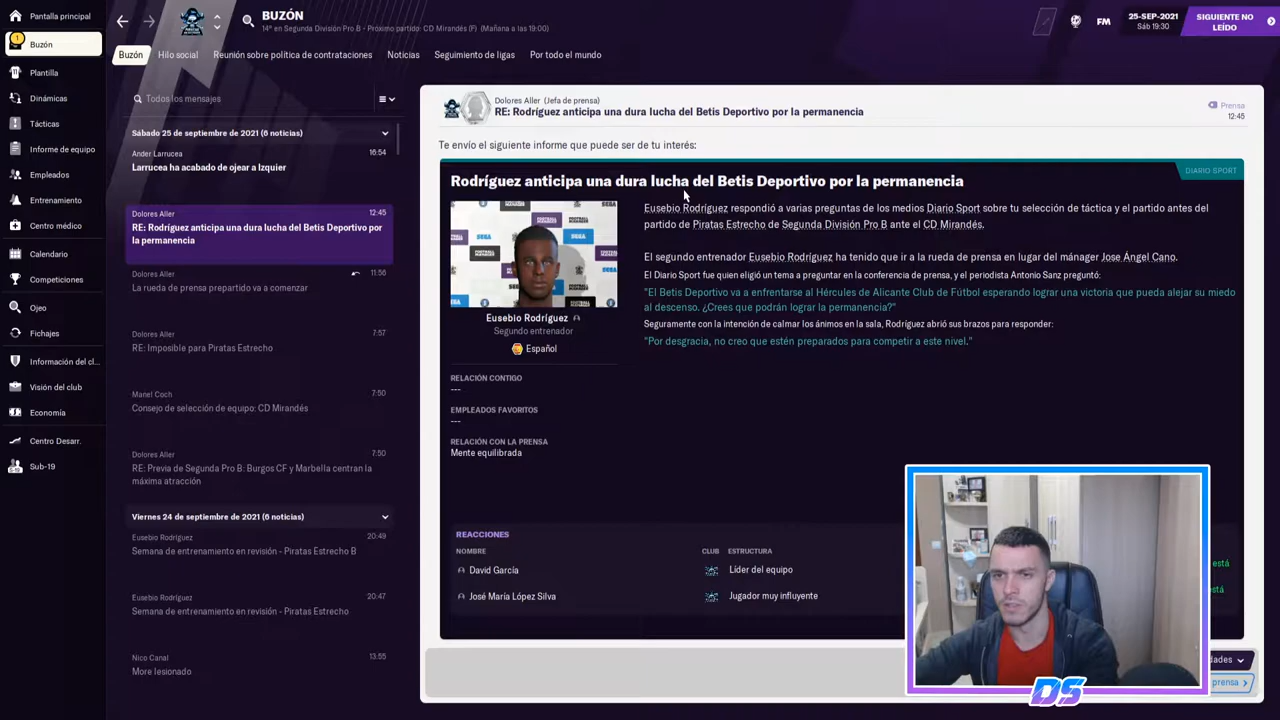 Pantalla principal
1
Buzón
Plantilla
Dinámicas
Tácticas
Informe de equipo
Empleados
Entrenamiento
Centro médico
Calendario
Competiciones
Ojeo
Fichajes
Información del cl...
Visión del club
Economía
Centro Desarr.
Sub-19
BUZÓN
14º en Segunda División Pro B - Próximo partido: CD Mirandés (F) (Mañana a las 19:00)
FM
25-SEP-2021
Sáb 19:30
SIGUIENTE NO LEÍDO
Buzón Hilo social Reunión sobre política de contrataciones Noticias Seguimiento de ligas Por todo el mundo
Todos los mensajes
Sábado 25 de septiembre de 2021 (6 noticias)
Ander Larrucea 16:54
Larrucea ha acabado de ojear a Izquier
Dolores Aller 12:45
RE: Rodríguez anticipa una dura lucha del Betis Deportivo por
la permanencia
Dolores Aller 11:56
La rueda de prensa prepartido va a comenzar
Dolores Aller 7:57
RE: Imposible para Piratas Estrecho
Manel Coch 7:50
Consejo de selección de equipo: CD Mirandés
Dolores Aller 7:50
RE: Previa de Segunda Pro B: Burgos CF y Marbella centran la
máxima atracción
Viernes 24 de septiembre de 2021 (6 noticias)
Eusebio Rodríguez 20:49
Semana de entrenamiento en revisión - Piratas Estrecho B
Eusebio Rodríguez 20:47
Semana de entrenamiento en revisión - Piratas Estrecho
Nico Canal 13:55
More lesionado
Dolores Aller (Jefa de prensa)
RE: Rodríguez anticipa una dura lucha del Betis Deportivo por la permanencia
Prensa
12:45
Te envío el siguiente informe que puede ser de tu interés:
DIARIO SPORT
Rodríguez anticipa una dura lucha del Betis Deportivo por la permanencia
Eusebio Rodríguez
Segundo entrenador
Español
RELACIÓN CONTIGO
---
EMPLEADOS FAVORITOS
---
RELACIÓN CON LA PRENSA
Mente equilibrada
Eusebio Rodríguez respondió a varias preguntas de los medios Diario Sport sobre tu selección de táctica y el partido antes del
partido de Piratas Estrecho de Segunda División Pro B ante el CD Mirandés.
El segundo entrenador Eusebio Rodríguez ha tenido que ir a la rueda de prensa en lugar del mánager Jose Ángel Cano.
El Diario Sport fue quien eligió un tema a preguntar en la conferencia de prensa, y el periodista Antonio Sanz preguntó:
"El Betis Deportivo va a enfrentarse al Hércules de Alicante Club de Fútbol esperando lograr una victoria que pueda alejar su miedo
al descenso. ¿Crees que podrán lograr la permanencia?"
Seguramente con la intención de calmar los ánimos en la sala, Rodríguez abrió sus brazos para responder:
"Por desgracia, no creo que estén preparados para competir a este nivel."
REACCIONES
NOMBRE CLUB ESTRUCTURA
David García Líder del equipo
José María López Silva Jugador muy influyente
está
stá
dades
prensa
DS